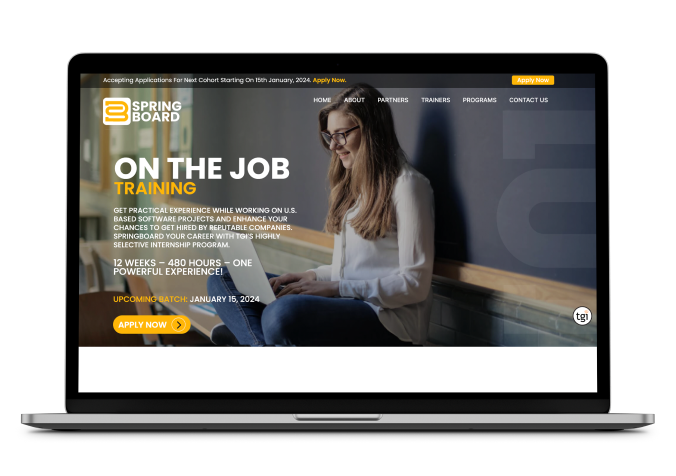 Accepting Applications For Next Cohort Starting On 15th January, 2024. Apply Now.
Apply Now
SPRING
BOARD
HOME ABOUT PARTNERS TRAINERS PROGRAMS CONTACT US
ON THE JOB
TRAINING
GET PRACTICAL EXPERIENCE WHILE WORKING ON U.S.
BASED SOFTWARE PROJECTS AND ENHANCE YOUR
CHANCES TO GET HIRED BY REPUTABLE COMPANIES.
SPRINGBOARD YOUR CAREER WITH TGI'S HIGHLY
SELECTIVE INTERNSHIP PROGRAM.
12 WEEKS – 480 HOURS – ONE
POWERFUL EXPERIENCE!
UPCOMING BATCH: JANUARY 15, 2024
APPLY NOW
tgi